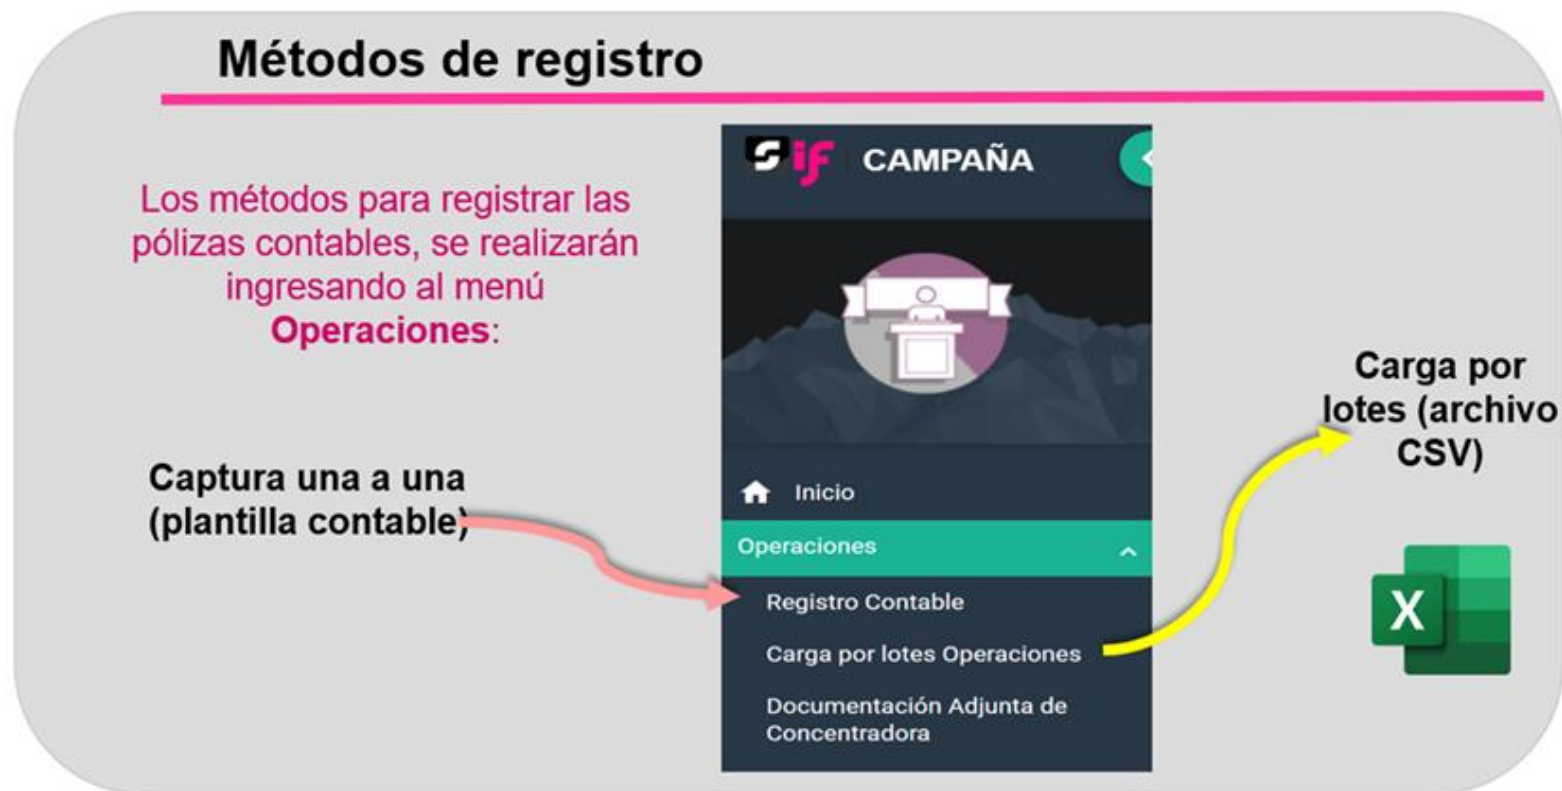 Métodos de registro
Los métodos para registrar las
pólizas contables, se realizarán
ingresando al menú
Operaciones:
Captura una a una
(plantilla contable)
Sif CAMPAÑA
Inicio
Operaciones
Registro Contable
Carga por lotes Operaciones
Documentación Adjunta de
Concentradora
Carga por
lotes (archivo
CSV)
X